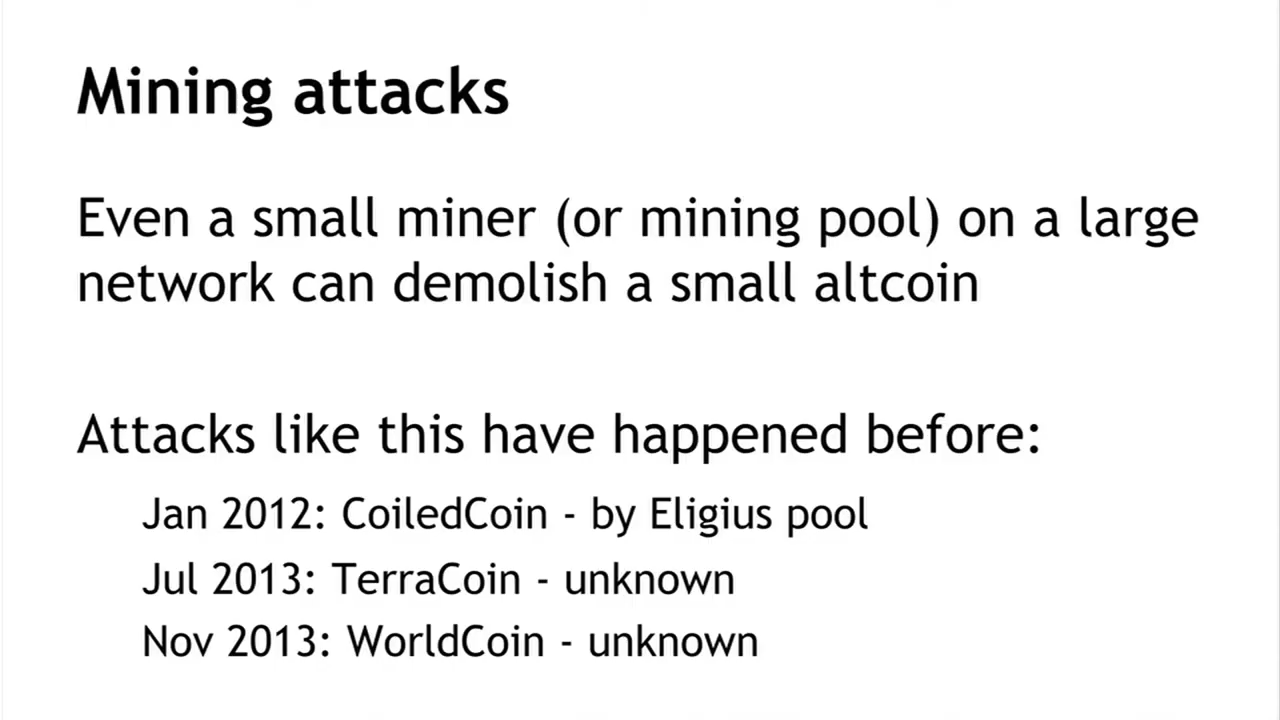 Mining attacks
Even a small miner (or mining pool) on a large
network can demolish a small altcoin
Attacks like this have happened before:
Jan 2012: CoiledCoin - by Eligius pool
Jul 2013: TerraCoin - unknown
Nov 2013: WorldCoin - unknown